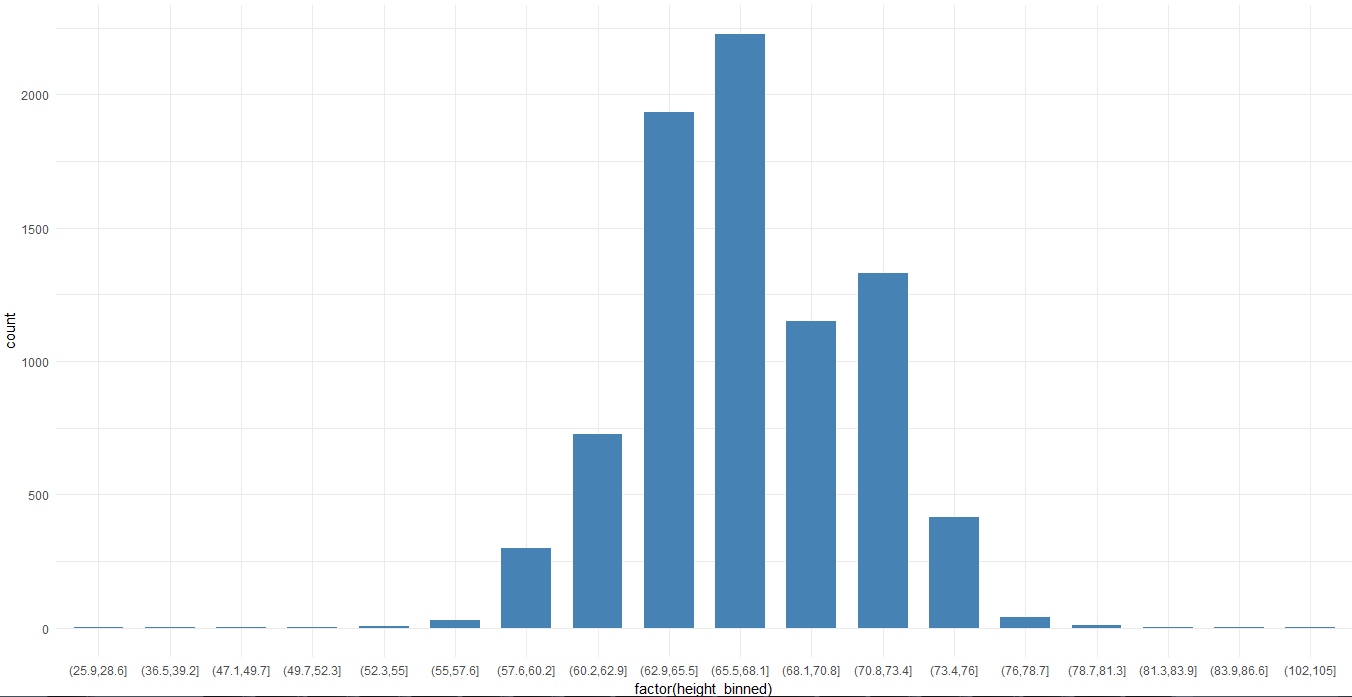 2000
1500
1000
500
0
count
(25.9,28.6] (36.5,39.2] (47.1,49.7] (49.7,52.3] (52.3,55] (55,57.6] (57.6,60.2] (60.2,62.9] (62.9,65.5] (65.5,68.1] (68.1,70.8] (70.8,73.4] (73.4,76] (76,78.7] (78.7,81.3] (81.3,83.9] (83.9,86.6] (102,105]
factor(height_binned)